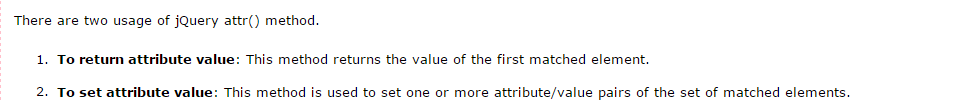 There are two usage of jQuery attr() method.
1. To return attribute value: This method returns the value of the first matched element.
2. To set attribute value: This method is used to set one or more attribute/value pairs of the set of matched elements.